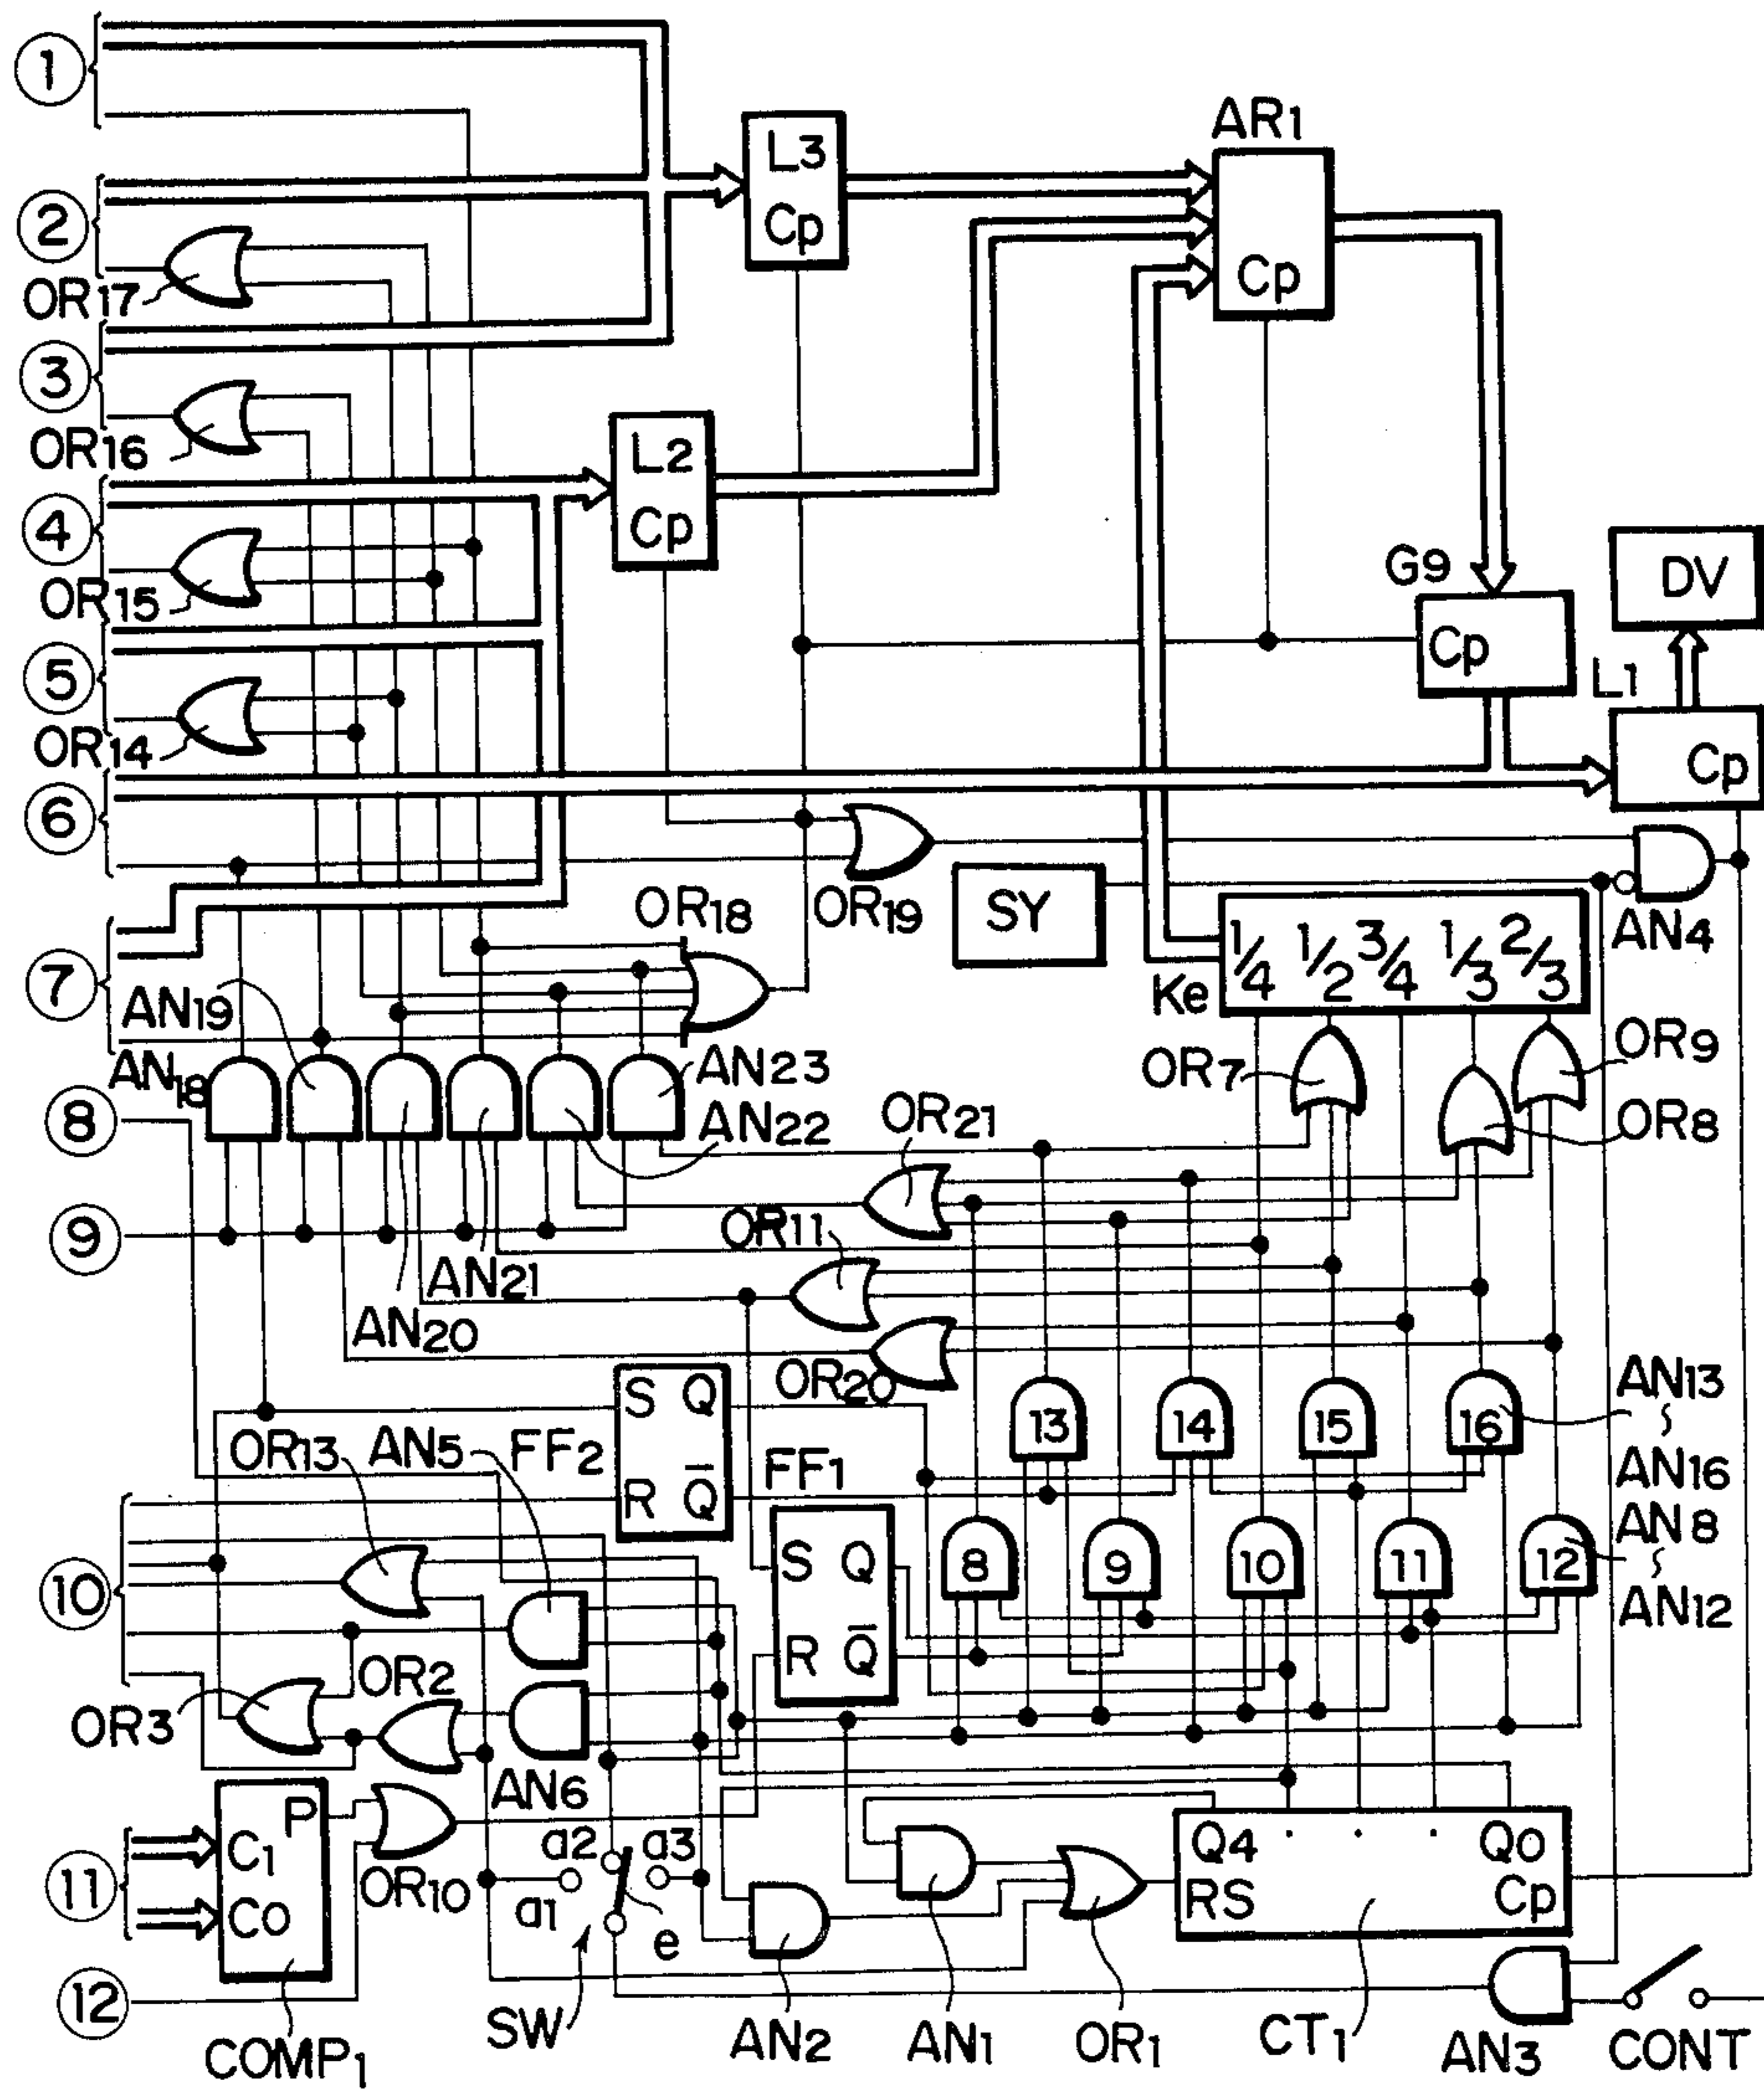 ①
②
OR17
③
OR16
④
OR15
⑤
OR14
⑥
⑦
L3
Cp
AR1
Cp
L2
Cp
G9
Cp
DV
L1
Cp
OR18
OR19
SY
AN4
Ke
1/4 1/2 3/4 1/3 2/3
AN19
AN18
AN23
AN22
⑧
⑨
OR7
OR9
OR8
OR21
OR11
AN21
AN20
OR20
13
14
15
16
AN13
AN16
S Q
R Q̅
FF2
OR13
AN5
FF1
S Q
R Q̅
8
9
10
11
12
AN8
AN12
⑩
OR2
OR3
AN6
P
C1
C0
⑪
OR10
a2
a3
a1
e
Q4 · · · Q0
RS Cp
⑫
SW
COMP1
AN2
AN1
OR1
CT1
AN3
CONT